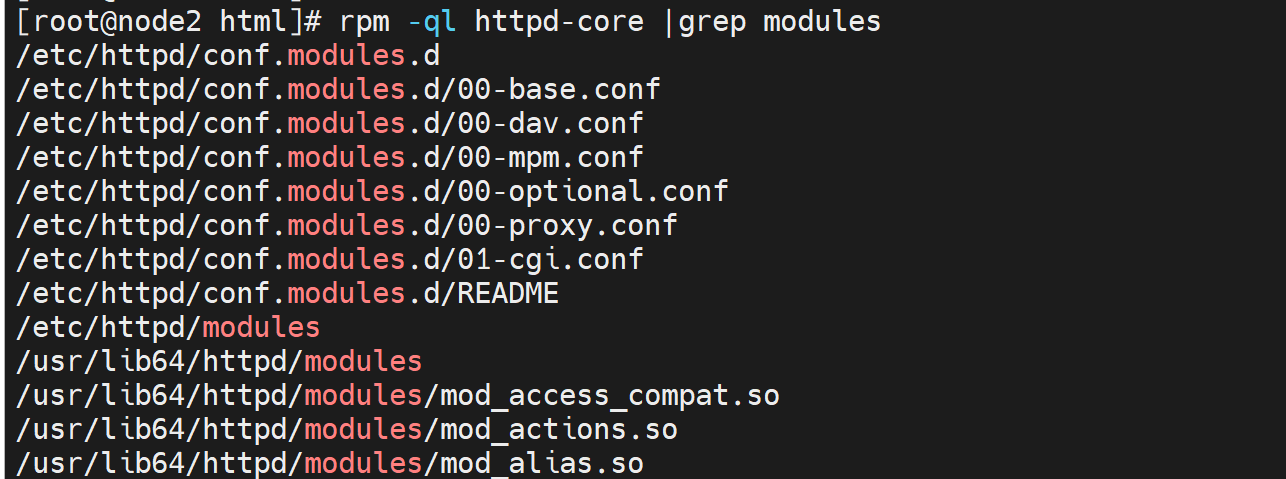 [root@node2 html]# rpm -ql httpd-core |grep modules
/etc/httpd/conf.modules.d
/etc/httpd/conf.modules.d/00-base.conf
/etc/httpd/conf.modules.d/00-dav.conf
/etc/httpd/conf.modules.d/00-mpm.conf
/etc/httpd/conf.modules.d/00-optional.conf
/etc/httpd/conf.modules.d/00-proxy.conf
/etc/httpd/conf.modules.d/01-cgi.conf
/etc/httpd/conf.modules.d/README
/etc/httpd/modules
/usr/lib64/httpd/modules
/usr/lib64/httpd/modules/mod_access_compat.so
/usr/lib64/httpd/modules/mod_actions.so
/usr/lib64/httpd/modules/mod_alias.so